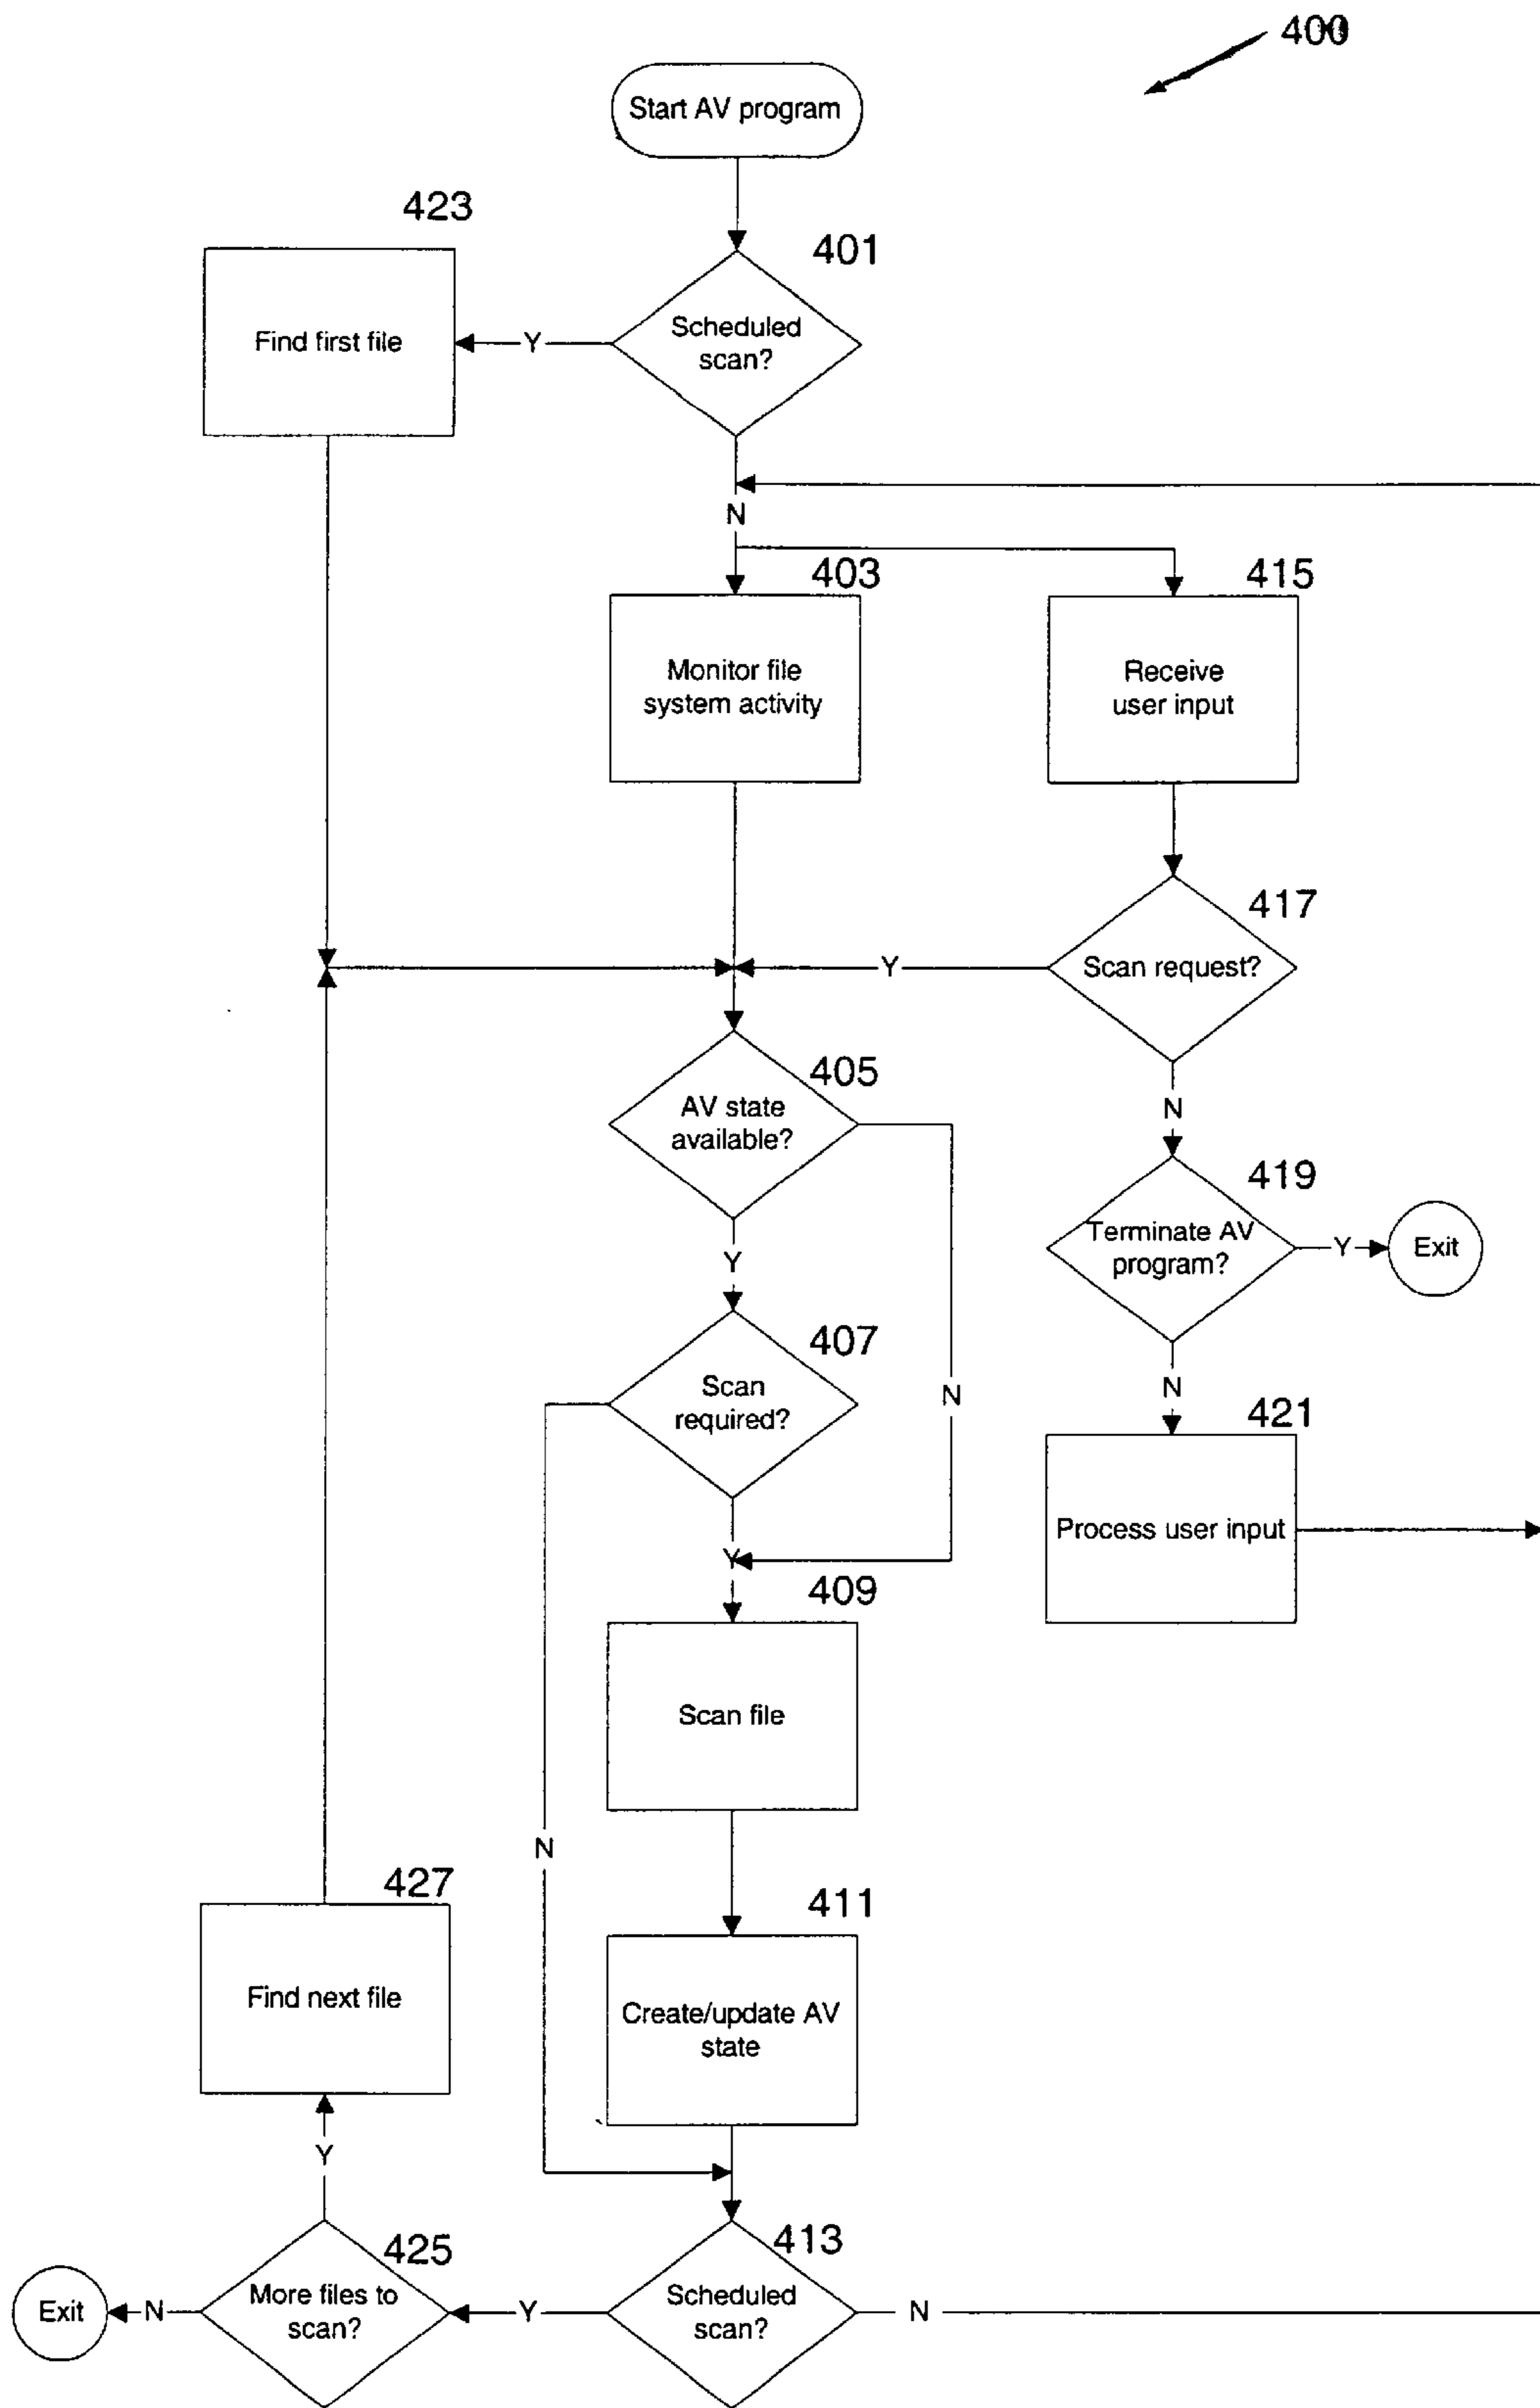 400
Start AV program
423
401
Find first file
Y
Scheduled
scan?
N
403
415
Monitor file
system activity
Receive
user input
417
Y
Scan request?
405
AV state
available?
N
419
Terminate AV
program?
Y
Exit
Y
407
Scan
required?
N
N
421
Process user input
Y
409
Scan file
N
427
411
Find next file
Create/update AV
state
Y
425
413
Exit
N
More files to
scan?
Y
Scheduled
scan?
N